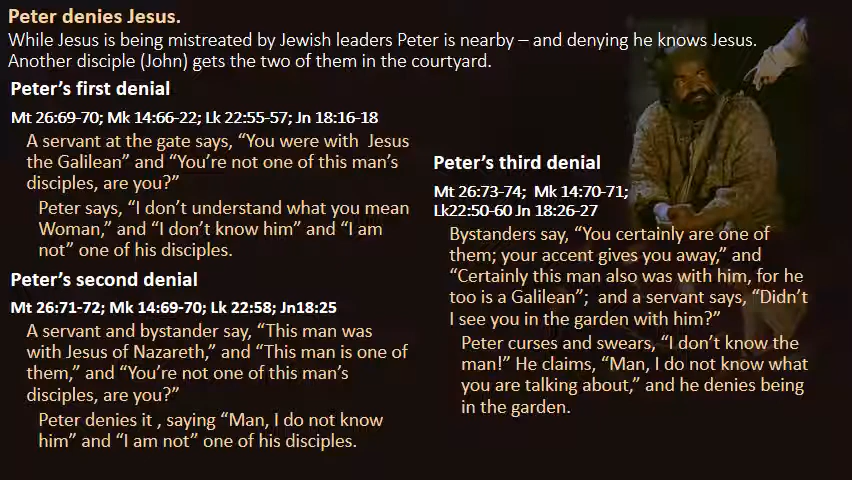 Peter denies Jesus.
While Jesus is being mistreated by Jewish leaders Peter is nearby – and denying he knows Jesus.
Another disciple (John) gets the two of them in the courtyard.
Peter's first denial
Mt 26:69-70; Mk 14:66-22; Lk 22:55-57; Jn 18:16-18
A servant at the gate says, "You were with  Jesus
the Galilean" and "You're not one of this man's
disciples, are you?"
Peter says, "I don't understand what you mean
Woman," and "I don't know him" and "I am
not" one of his disciples.
Peter's second denial
Mt 26:71-72; Mk 14:69-70; Lk 22:58; Jn18:25
A servant and bystander say, "This man was
with Jesus of Nazareth," and "This man is one of
them," and "You're not one of this man's
disciples, are you?"
Peter denies it , saying "Man, I do not know
him" and "I am not" one of his disciples.
Peter's third denial
Mt 26:73-74;  Mk 14:70-71;
Lk22:50-60 Jn 18:26-27
Bystanders say, "You certainly are one of
them; your accent gives you away," and
"Certainly this man also was with him, for he
too is a Galilean";  and a servant says, "Didn't
I see you in the garden with him?"
Peter curses and swears, "I don't know the
man!" He claims, "Man, I do not know what
you are talking about," and he denies being
in the garden.